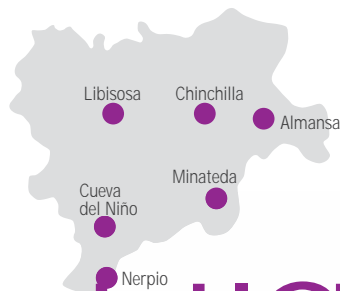 Libisosa
Chinchilla
Almansa
Minateda
Cueva
del Niño
Nerpio